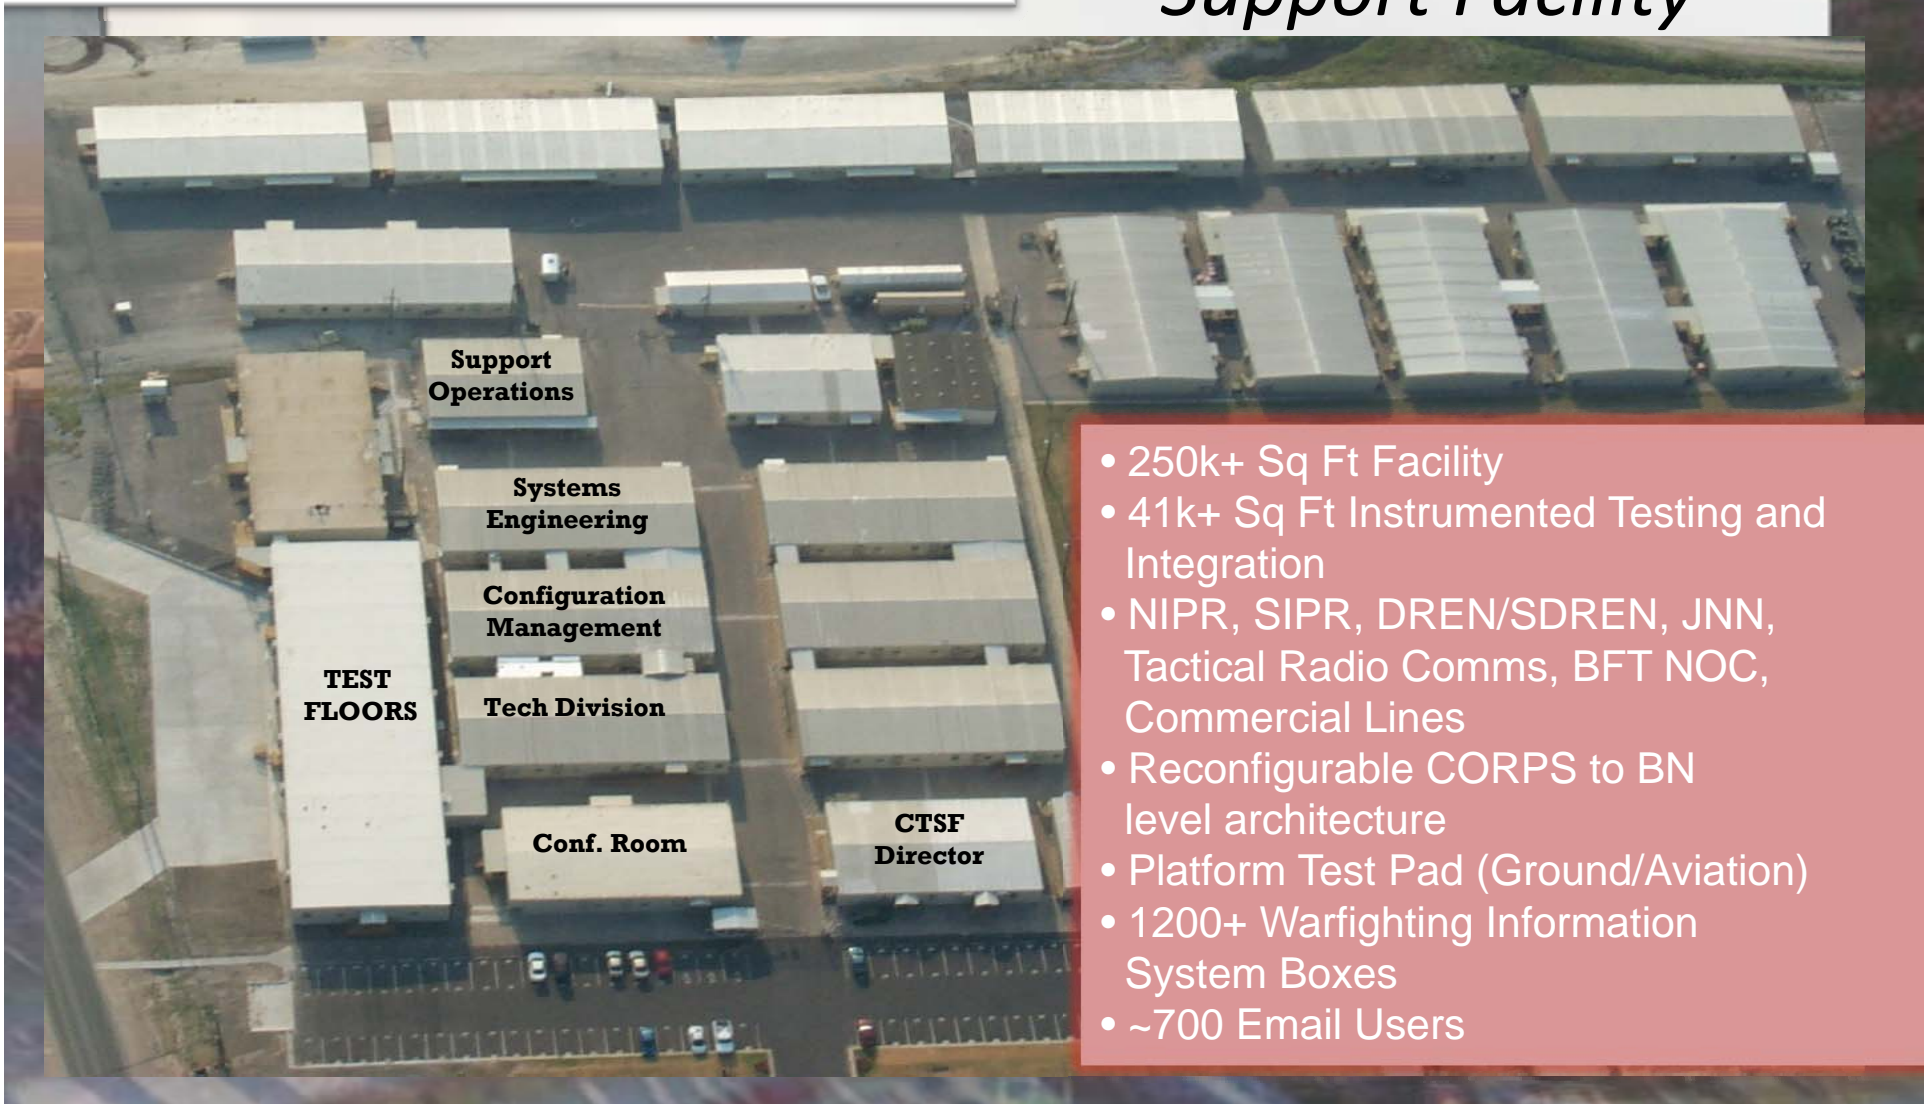 Support Facility
Support
Operations
Systems
Engineering
Configuration
Management
TEST
FLOORS
Tech Division
Conf. Room
CTSF
Director
• 250k+ Sq Ft Facility
• 41k+ Sq Ft Instrumented Testing and
Integration
• NIPR, SIPR, DREN/SDREN, JNN,
Tactical Radio Comms, BFT NOC,
Commercial Lines
• Reconfigurable CORPS to BN
level architecture
• Platform Test Pad (Ground/Aviation)
• 1200+ Warfighting Information
System Boxes
• ~700 Email Users